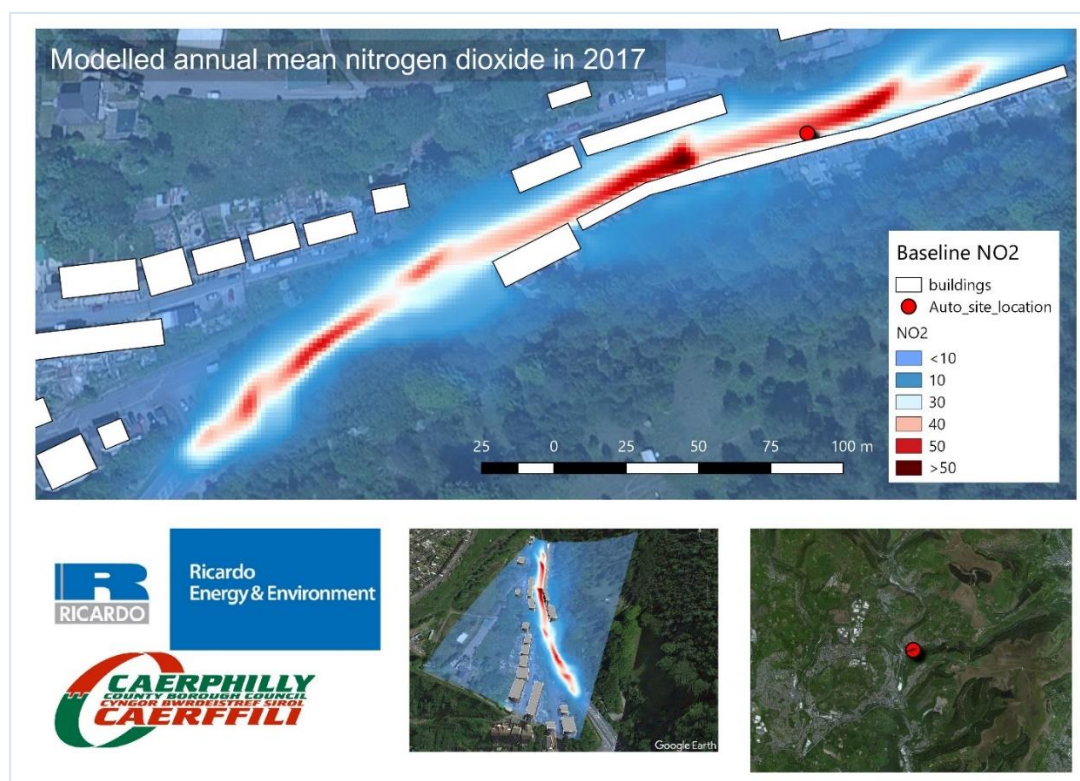 Modelled annual mean nitrogen dioxide in 2017
Baseline NO2
buildings
Auto_site_location
NO2
<10
10
30
40
50
>50
25 0 25 50 75 100 m
R
RICARDO
Ricardo
Energy & Environment
CAERPHILLY
COUNTY BOROUGH COUNCIL
CYNGOR BWRDEISTREF SIROL
CAERFFILI
Google Earth